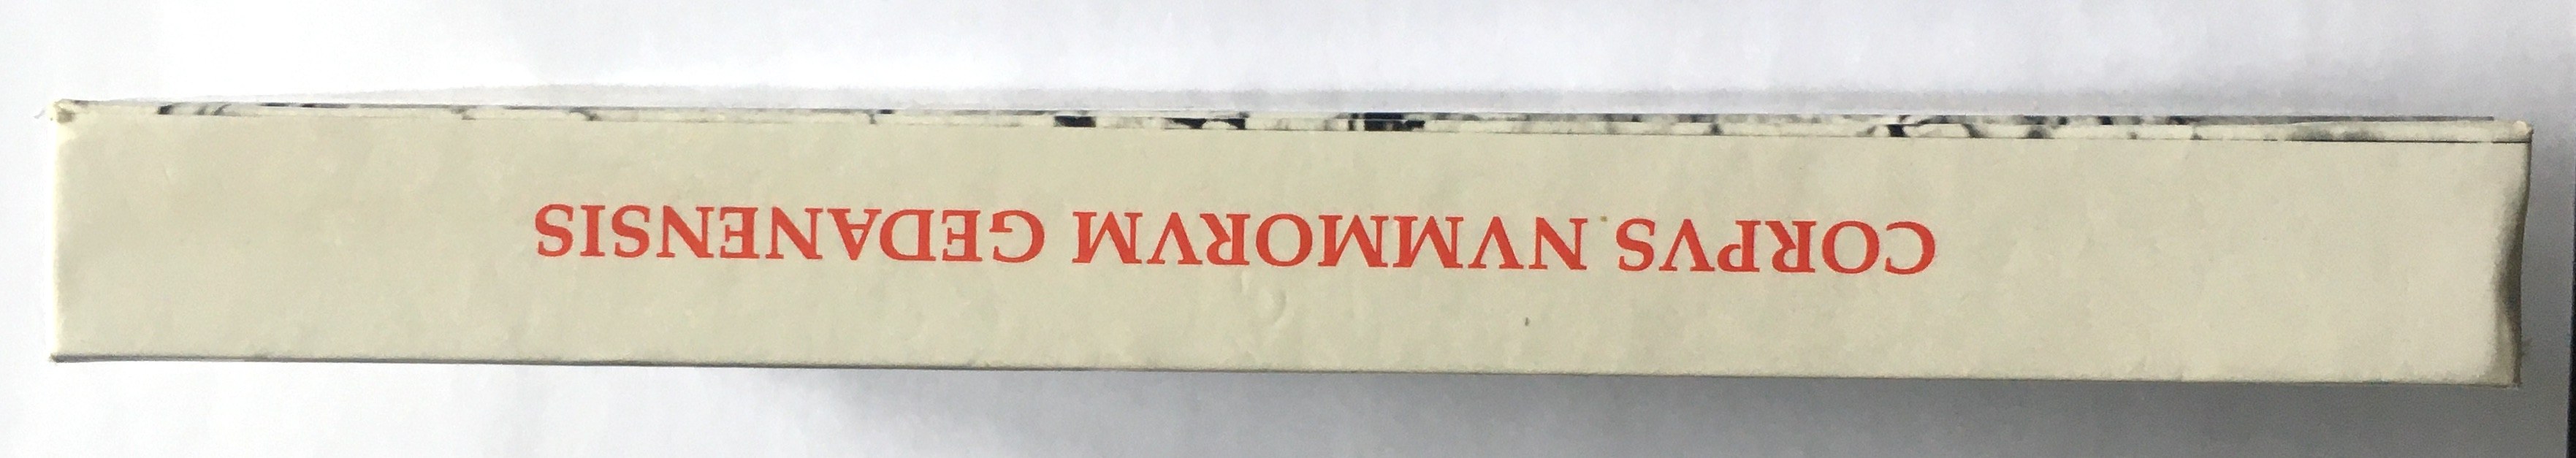 CORPVS NVMMORVM GEDANENSIS